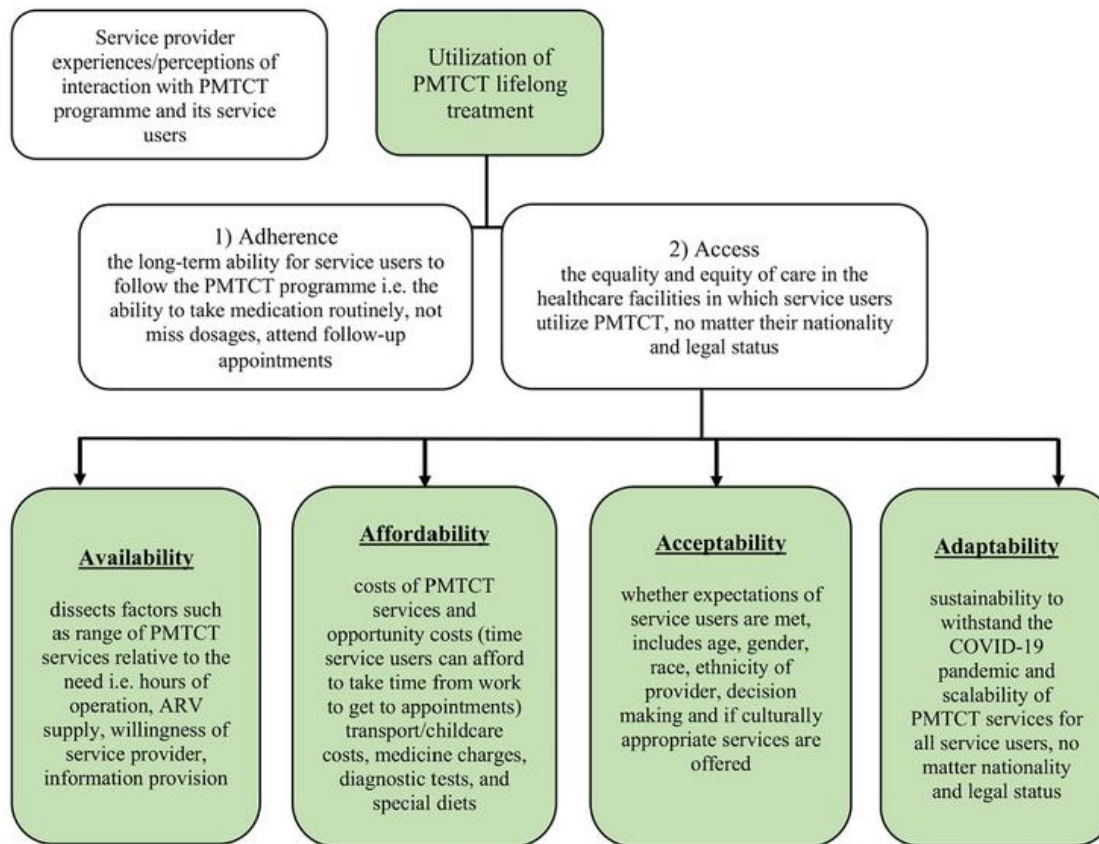 Service provider
experiences/perceptions of
interaction with PMTCT
programme and its service
users
Utilization of
PMTCT lifelong
treatment
1) Adherence
the long-term ability for service users to
follow the PMTCT programme i.e. the
ability to take medication routinely, not
miss dosages, attend follow-up
appointments
2) Access
the equality and equity of care in the
healthcare facilities in which service users
utilize PMTCT, no matter their nationality
and legal status
Availability
dissects factors such
as range of PMTCT
services relative to the
need i.e. hours of
operation, ARV
supply, willingness of
service provider,
information provision
Affordability
costs of PMTCT
services and
opportunity costs (time
service users can afford
to take time from work
to get to appointments)
transport/childcare
costs, medicine charges,
diagnostic tests, and
special diets
Acceptability
whether expectations of
service users are met,
includes age, gender,
race, ethnicity of
provider, decision
making and if culturally
appropriate services are
offered
Adaptability
sustainability to
withstand the
COVID-19
pandemic and
scalability of
PMTCT services for
all service users, no
matter nationality
and legal status